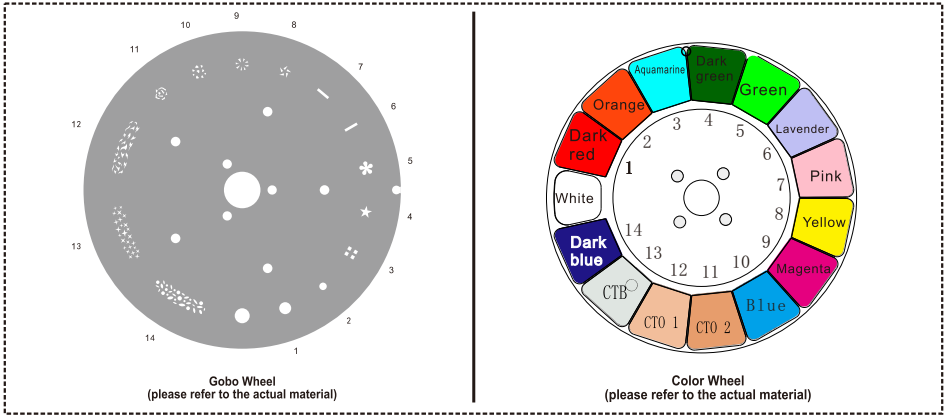 9
10
8
11
7
12
6
5
4
13
3
2
14
1
Gobo Wheel
(please refer to the actual material)
Aquamarine
Dark
green
Green
Orange
Lavender
Dark
red
Pink
White
Yellow
Dark
blue
Magenta
CTB
Blue
CTO 1
CTO 2
1
2
3
4
5
6
7
8
9
10
11
12
13
14
Color Wheel
(please refer to the actual material)